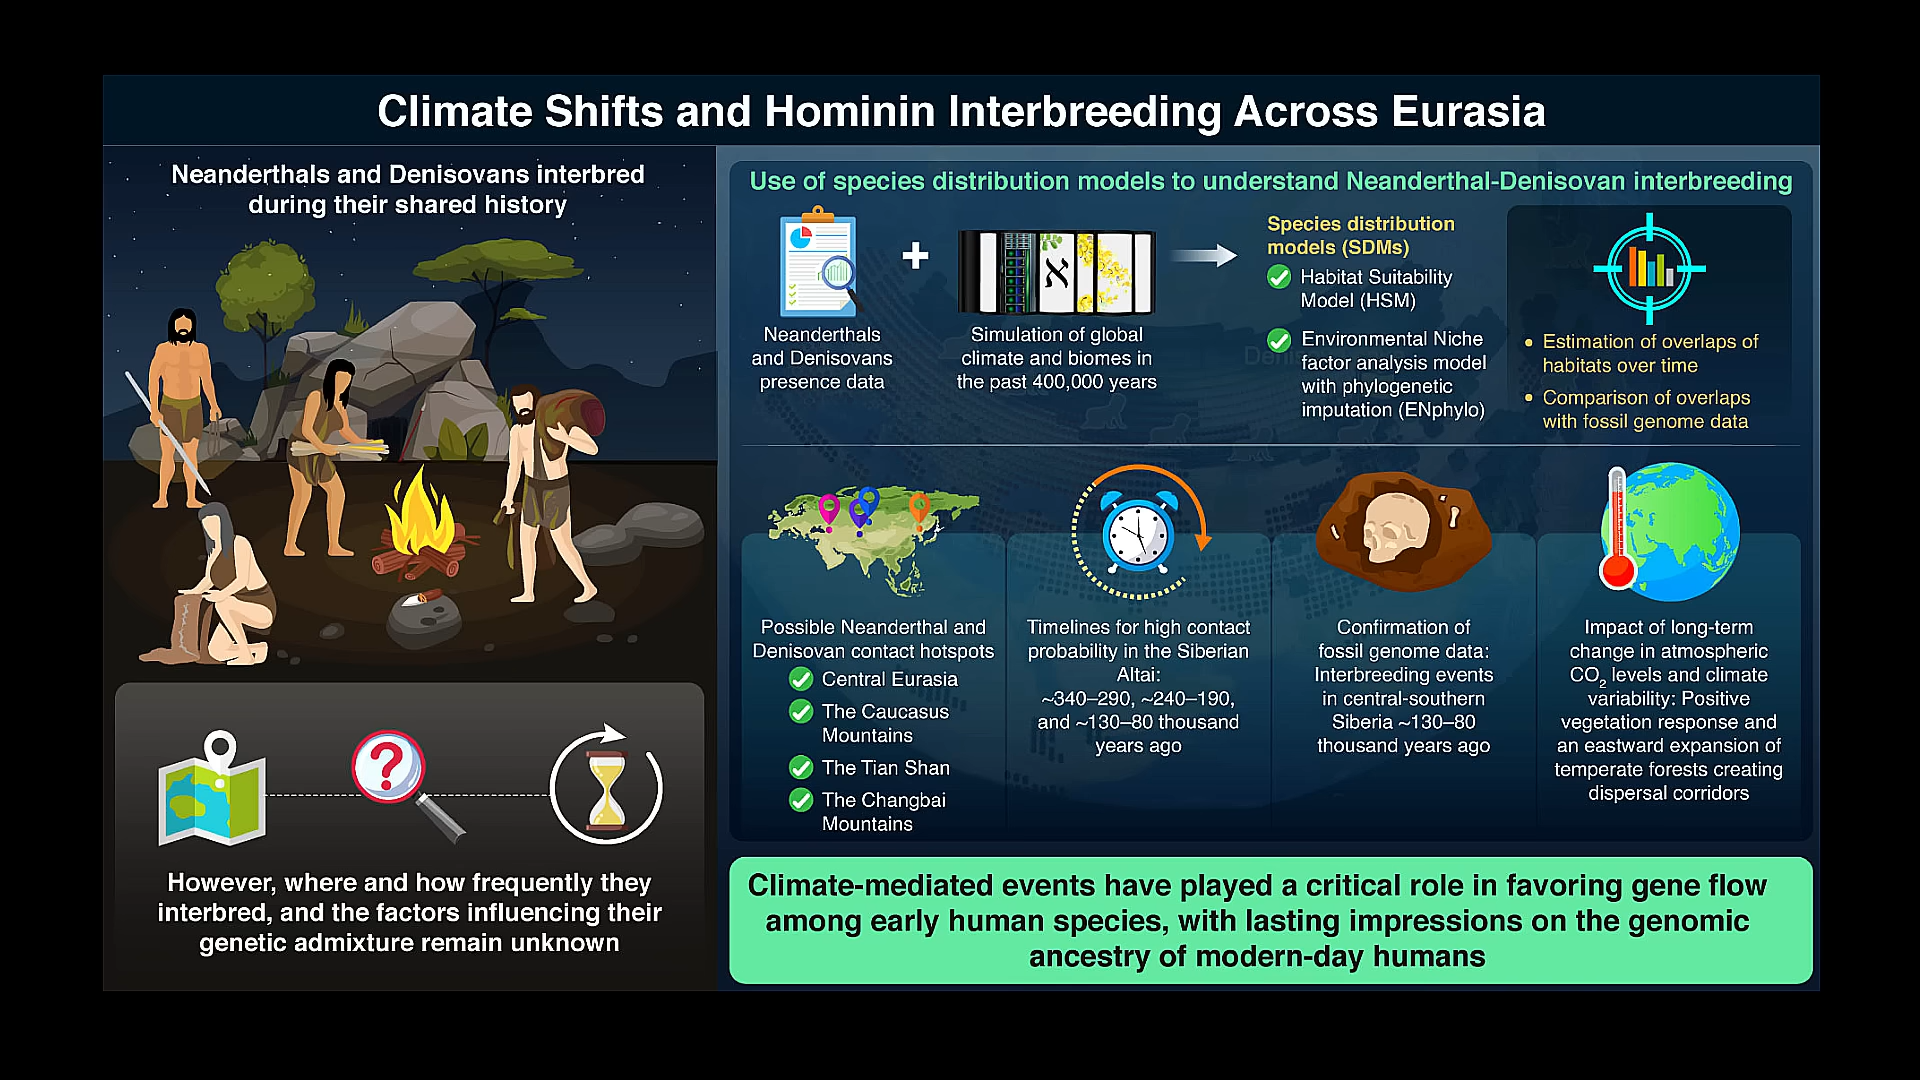 Climate Shifts and Hominin Interbreeding Across Eurasia
Neanderthals and Denisovans interbred
during their shared history
However, where and how frequently they
interbred, and the factors influencing their
genetic admixture remain unknown
Use of species distribution models to understand Neanderthal-Denisovan interbreeding
Neanderthals
and Denisovans
presence data
+
Simulation of global
climate and biomes in
the past 400,000 years
Species distribution
models (SDMs)
Habitat Suitability
Model (HSM)
Environmental Niche
factor analysis model
with phylogenetic
imputation (ENphylo)
• Estimation of overlaps of
habitats over time
• Comparison of overlaps
with fossil genome data
Possible Neanderthal and
Denisovan contact hotspots
Central Eurasia
The Caucasus
Mountains
The Tian Shan
The Changbai
Mountains
Timelines for high contact
probability in the Siberian
Altai:
~340–290, ~240–190,
and ~130–80 thousand
years ago
Confirmation of
fossil genome data:
Interbreeding events
in central-southern
Siberia ~130–80
thousand years ago
Impact of long-term
change in atmospheric
CO₂ levels and climate
variability: Positive
vegetation response and
an eastward expansion of
temperate forests creating
dispersal corridors
Climate-mediated events have played a critical role in favoring gene flow
among early human species, with lasting impressions on the genomic
ancestry of modern-day humans